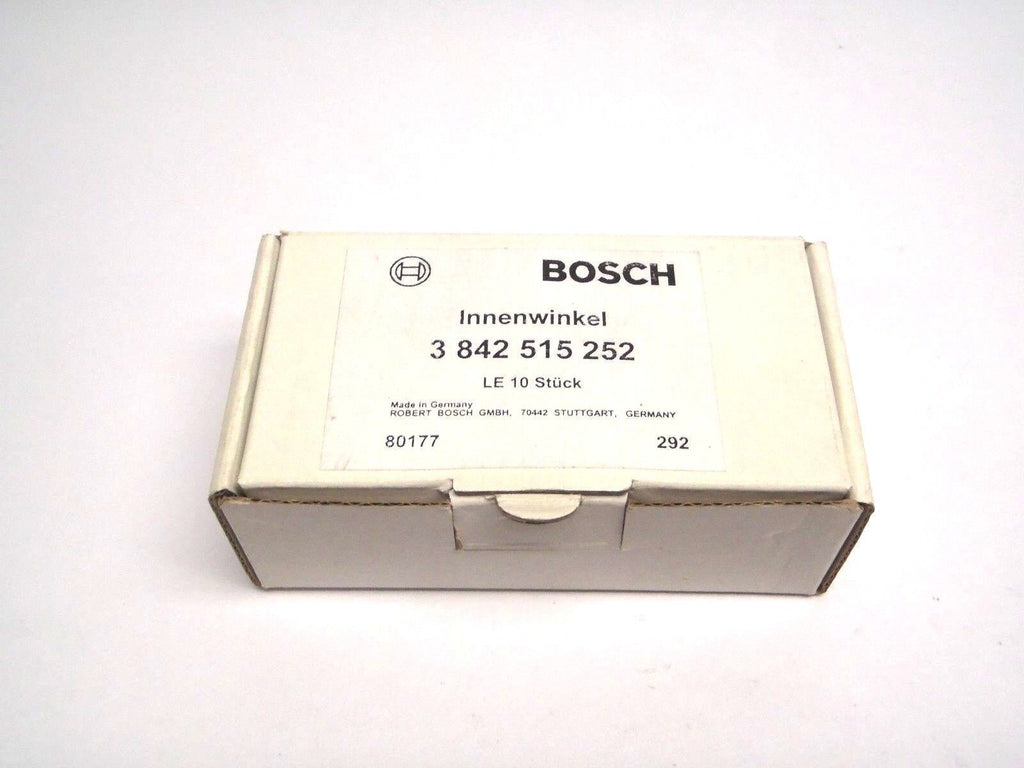 BOSCH
Innenwinkel
3 842 515 252
LE 10 Stück
Made in Germany
ROBERT BOSCH GMBH, 70442 STUTTGART, GERMANY
80177 292